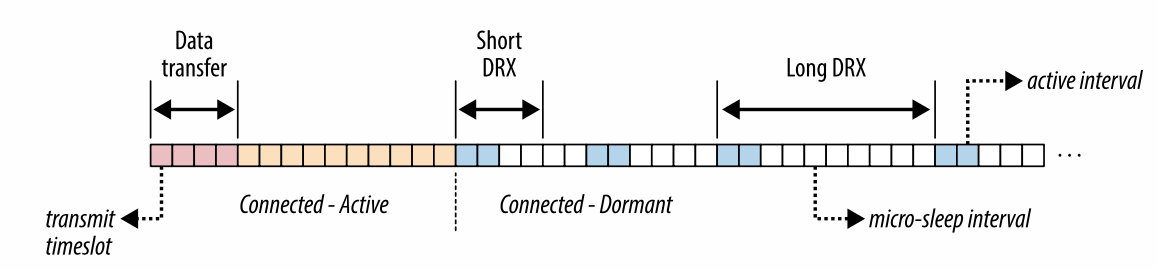 Data
transfer
Short
DRX
Long DRX
active interval
Connected - Active
Connected - Dormant
transmit
timeslot
micro-sleep interval
...